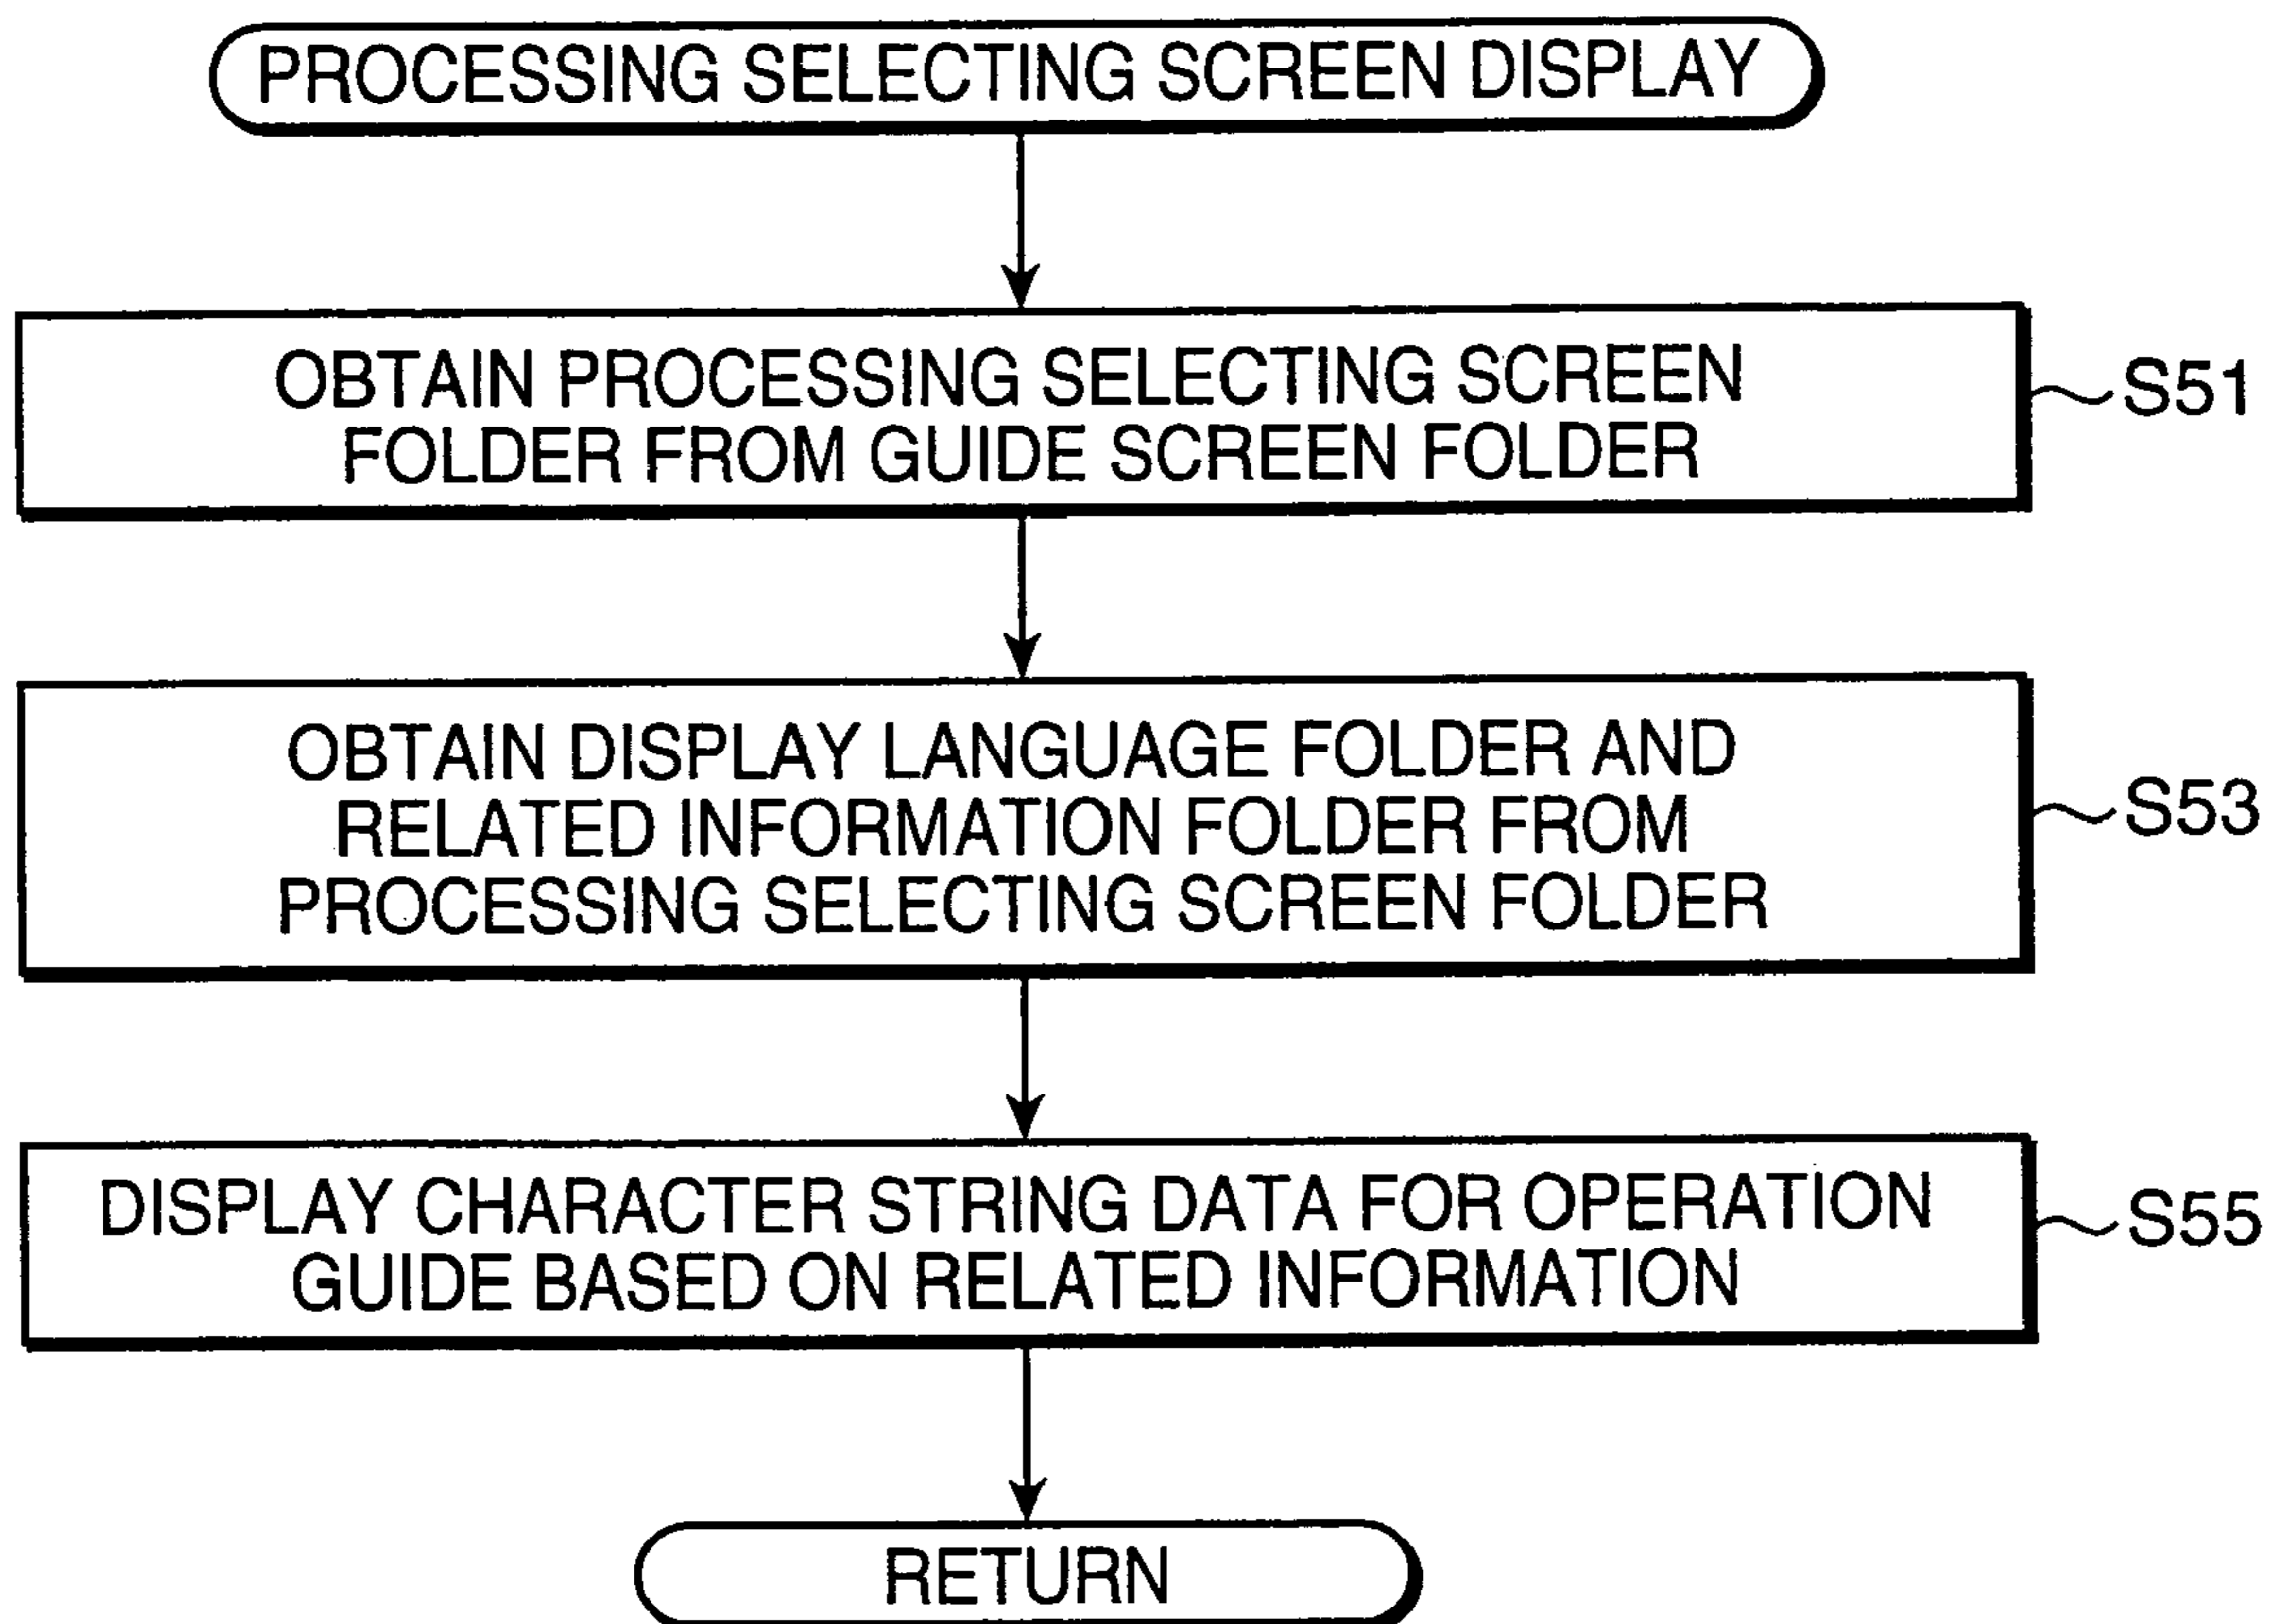 PROCESSING SELECTING SCREEN DISPLAY
OBTAIN PROCESSING SELECTING SCREEN
FOLDER FROM GUIDE SCREEN FOLDER
S51
OBTAIN DISPLAY LANGUAGE FOLDER AND
RELATED INFORMATION FOLDER FROM
PROCESSING SELECTING SCREEN FOLDER
S53
DISPLAY CHARACTER STRING DATA FOR OPERATION
GUIDE BASED ON RELATED INFORMATION
S55
RETURN